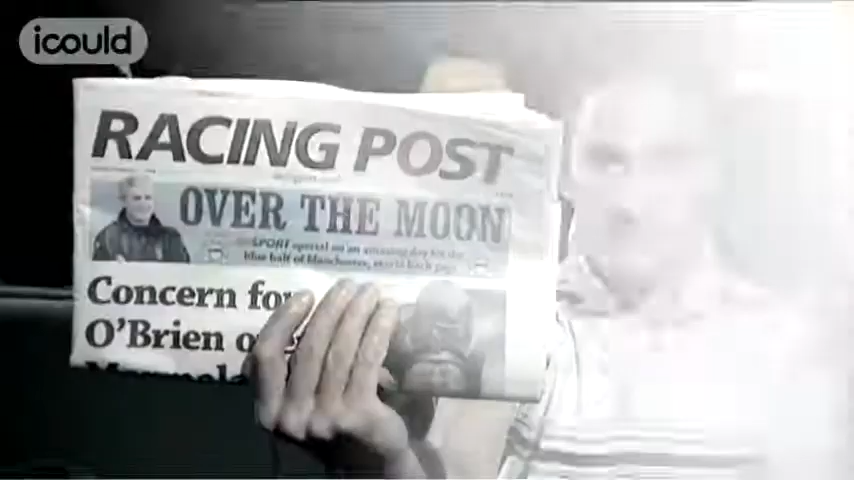 icould
RACING POST
OVER THE MOON
SPORT special on an amazing day for the
blue half of Manchester, starts back page
Concern for
O'Brien